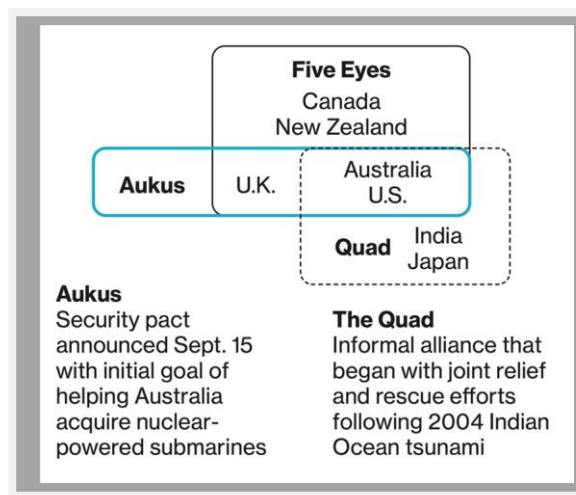 Five Eyes
Canada
New Zealand
Aukus
U.K.
Australia
U.S.
Quad
India
Japan
Aukus
Security pact
announced Sept. 15
with initial goal of
helping Australia
acquire nuclear-
powered submarines
The Quad
Informal alliance that
began with joint relief
and rescue efforts
following 2004 Indian
Ocean tsunami